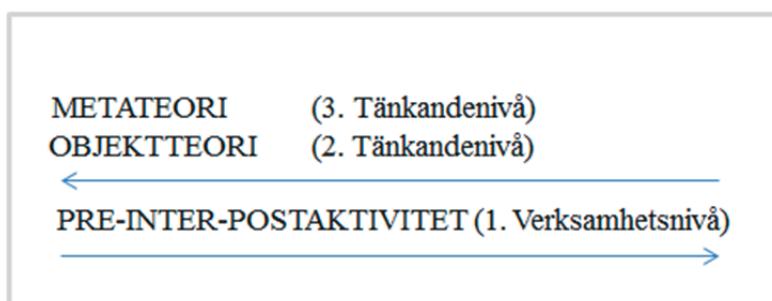 METATEORI (3. Tänkandenivå)
OBJEKTTEORI (2. Tänkandenivå)
PRE-INTER-POSTAKTIVITET (1. Verksamhetsnivå)